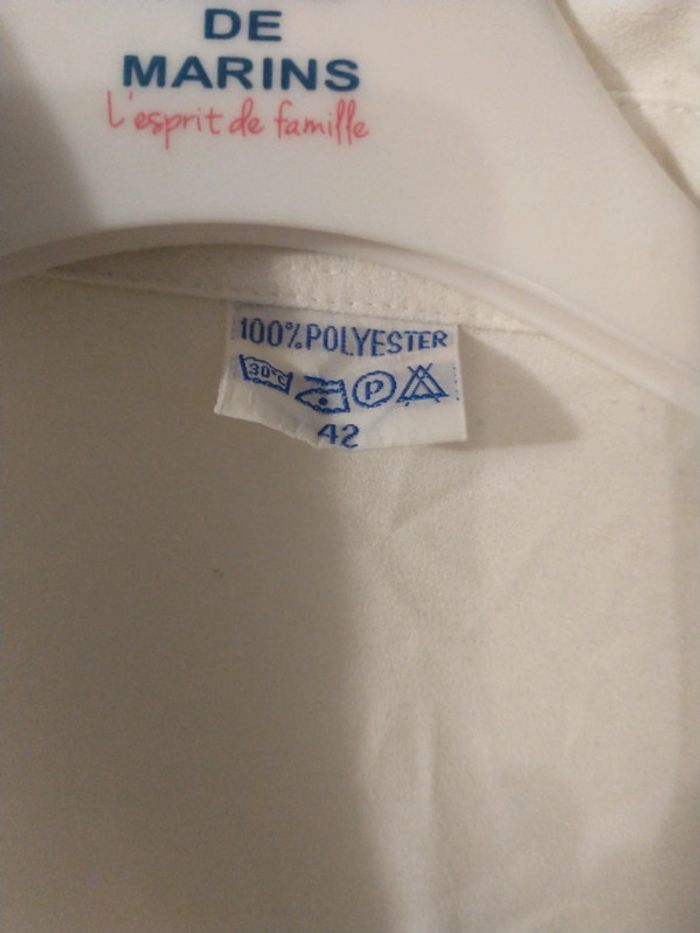 DE
MARINS
L'esprit de famille
100% POLYESTER
30°C P
42